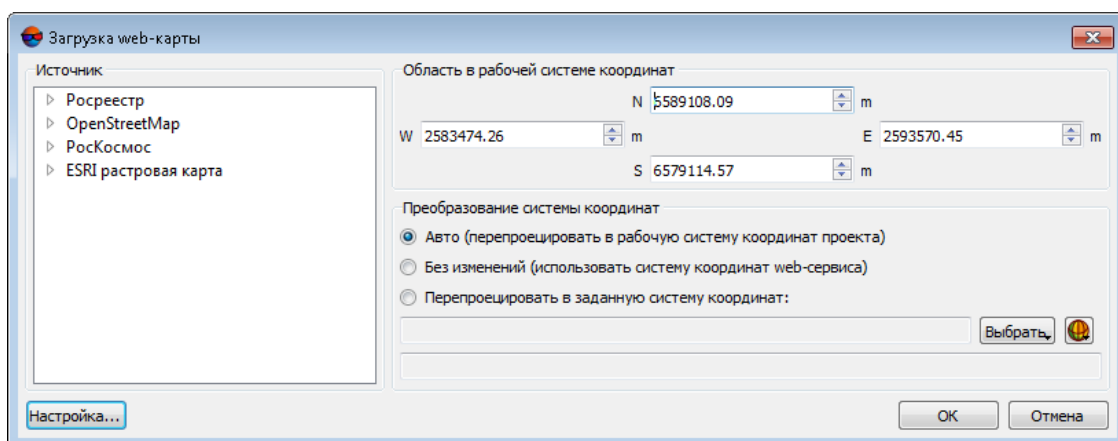 Загрузка web-карты
Источник
Росреестр
OpenStreetMap
РосКосмос
ESRI растровая карта
Область в рабочей системе координат
N 6589108.09 m
W 2583474.26 m E 2593570.45 m
S 6579114.57 m
Преобразование системы координат
Авто (перепроецировать в рабочую систему координат проекта)
Без изменений (использовать систему координат web-сервиса)
Перепроецировать в заданную систему координат:
Выбрать
Настройка... OK Отмена